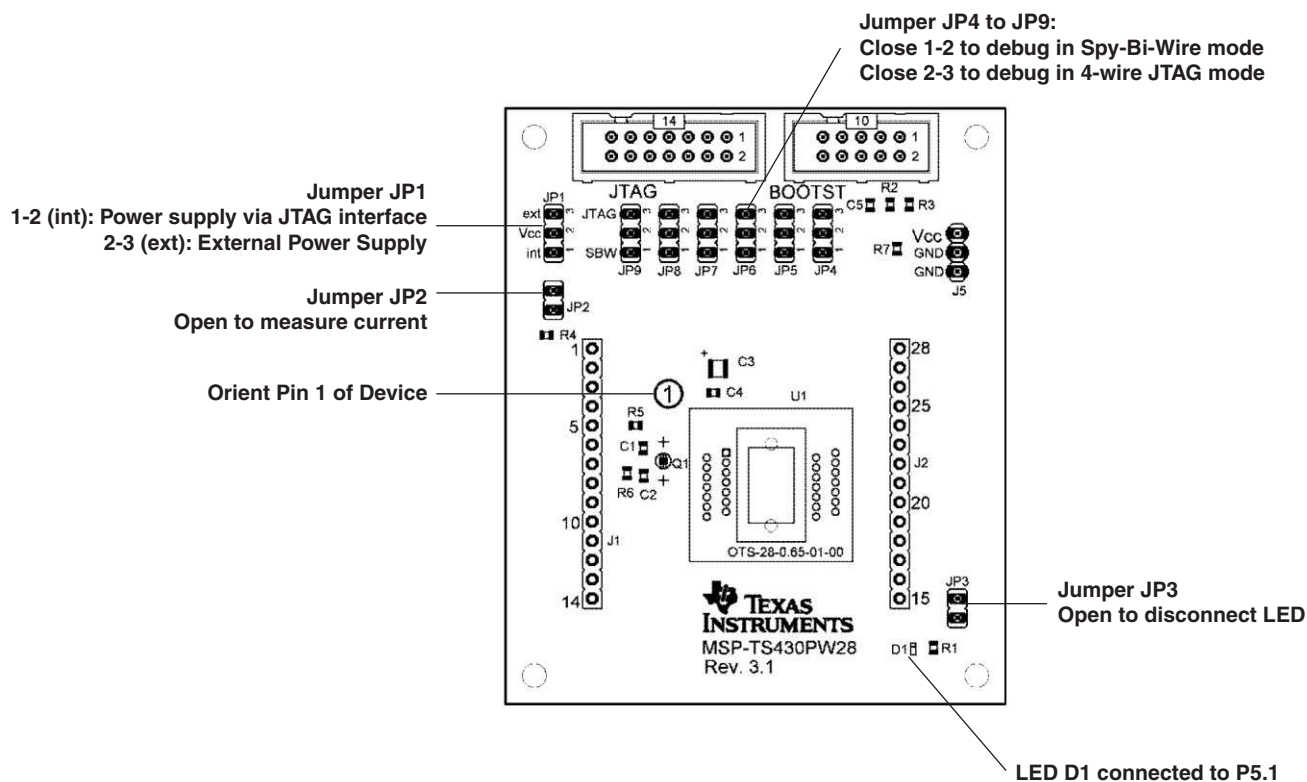 Jumper JP4 to JP9:
Close 1-2 to debug in Spy-Bi-Wire mode
Close 2-3 to debug in 4-wire JTAG mode
14
10
1
2
1
2
Jumper JP1
1-2 (int): Power supply via JTAG interface
2-3 (ext): External Power Supply
JP1
ext
Vcc
int
3
2
1
JTAG
BOOTST
JTAG
SBW
3
2
1
3
2
1
3
2
1
3
2
1
3
2
1
3
2
1
JP9
JP8
JP7
JP6
JP5
JP4
R2
C5
R3
R7
Vcc
GND
GND
J5
Jumper JP2
Open to measure current
JP2
R4
1
5
10
14
J1
Orient Pin 1 of Device
1
+
C3
C4
U1
R5
C1
+
Q1
+
R6
C2
28
25
J2
20
15
OTS-28-0.65-01-00
TEXAS
INSTRUMENTS
MSP-TS430PW28
Rev. 3.1
JP3
Jumper JP3
Open to disconnect LED
D1
R1
LED D1 connected to P5.1